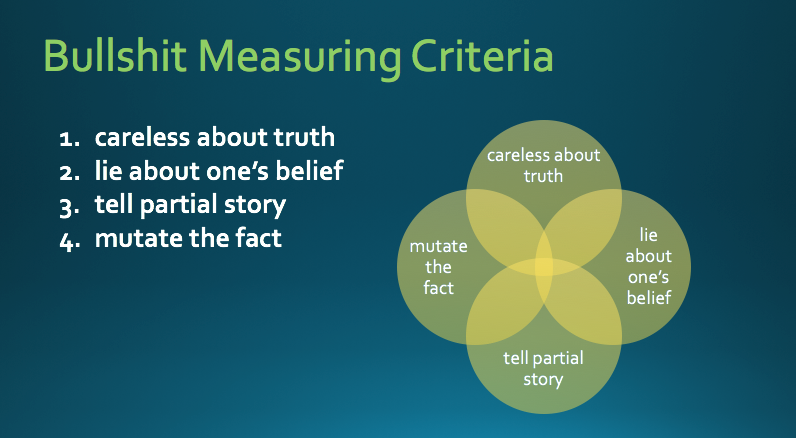 Bullshit Measuring Criteria
1. careless about truth
2. lie about one's belief
3. tell partial story
4. mutate the fact
careless about
truth
mutate
the
fact
lie
about
one's
belief
tell partial
story